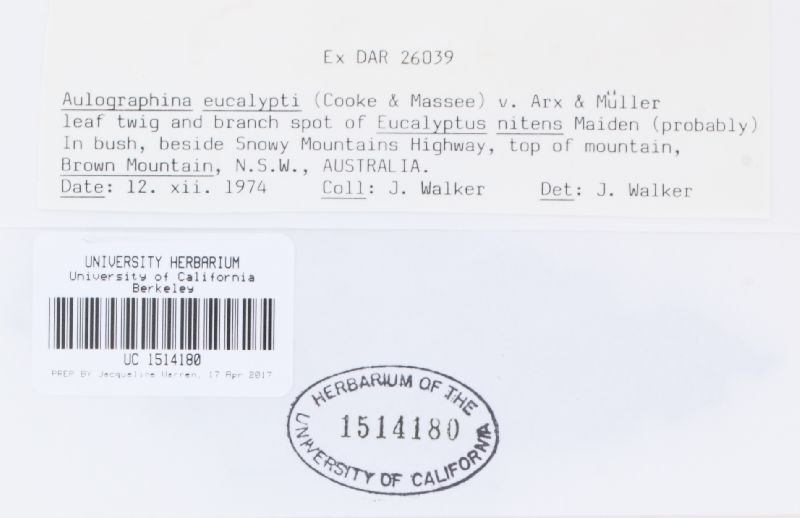 Ex DAR 26039
Aulographina eucalypti (Cooke & Massee) v. Arx & Müller
leaf twig and branch spot of Eucalyptus nitens Maiden (probably)
In bush, beside Snowy Mountains Highway, top of mountain,
Brown Mountain, N.S.W., AUSTRALIA.
Date: 12. xii. 1974 Coll: J. Walker Det: J. Walker
UNIVERSITY HERBARIUM
University of California
Berkeley
UC 1514180
PREP BY Jacqueline Warren, 17 Apr 2017
HERBARIUM OF THE
1514180
UNIVERSITY OF CALIFORNIA